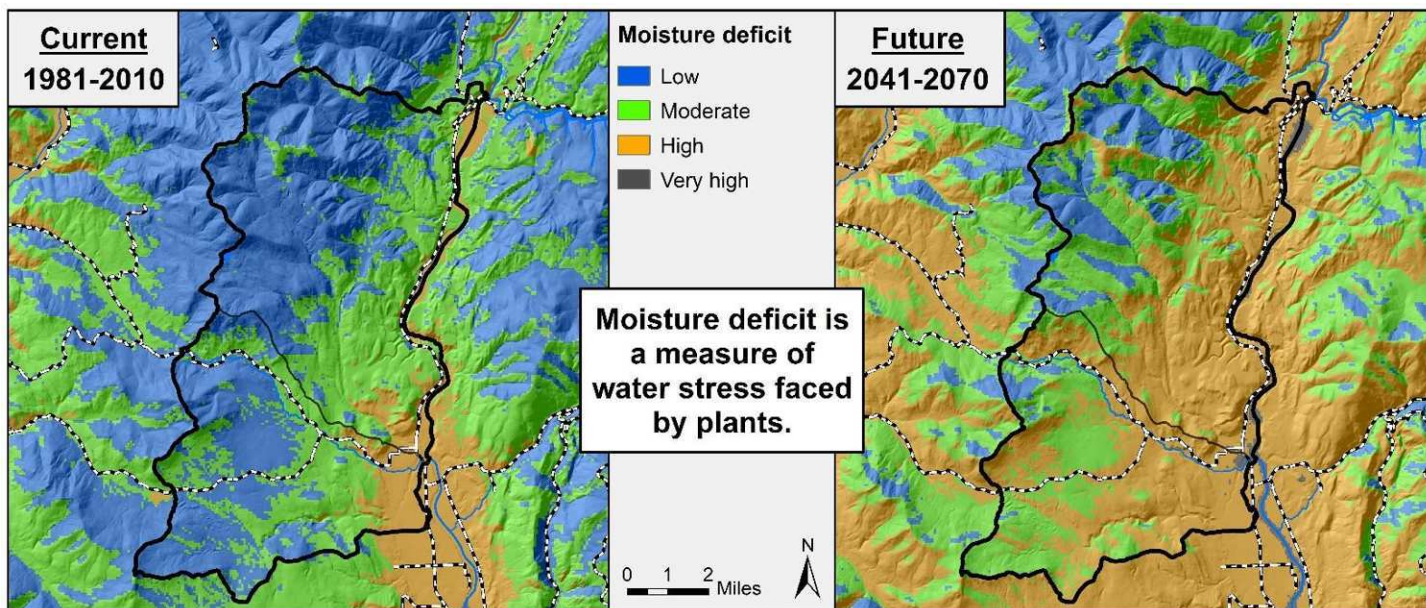 Current
1981-2010
Moisture deficit
Low
Moderate
High
Very high
Future
2041-2070
Moisture deficit is
a measure of
water stress faced
by plants.
0 1 2
Miles
N